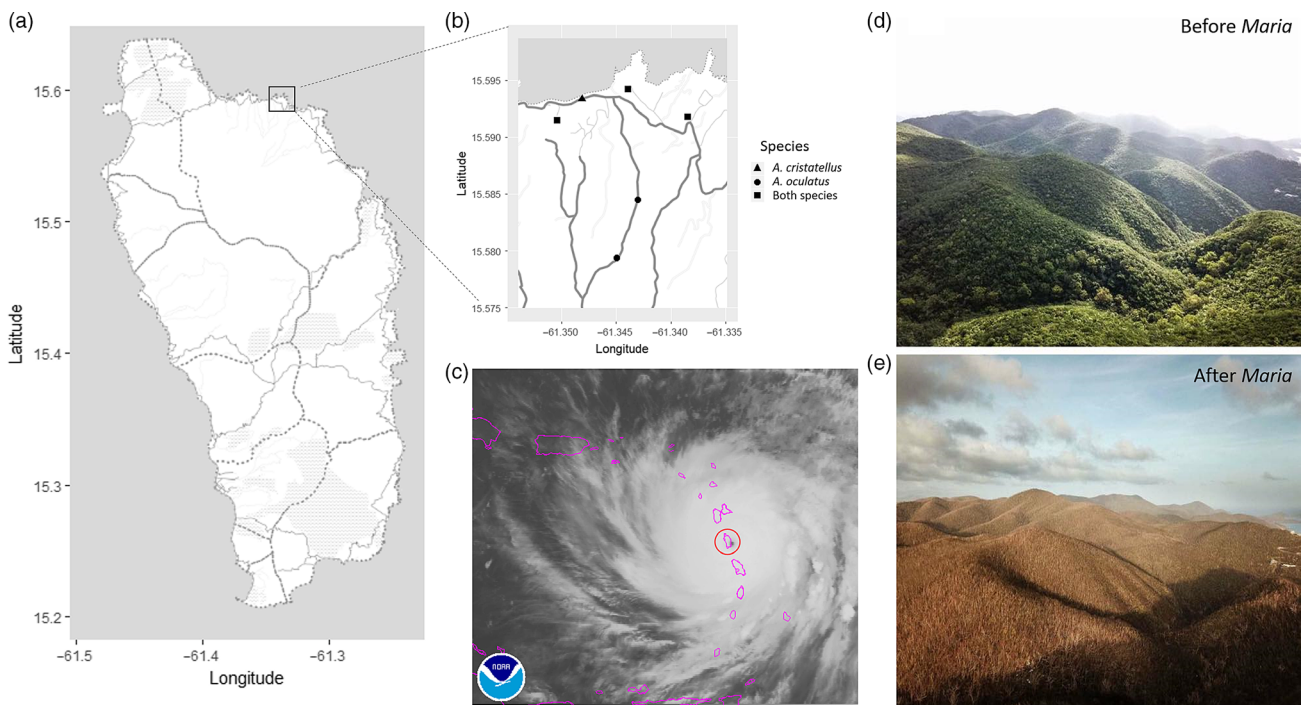 (a)
15.6
15.5
15.4
15.3
15.2
Latitude
−61.5
−61.4
−61.3
Longitude
(b)
15.595
15.590
15.585
15.580
15.575
Latitude
−61.350
−61.345
−61.340
−61.335
Longitude
Species
A. cristatellus
A. oculatus
Both species
(c)
NOAA
(d)
Before Maria
(e)
After Maria